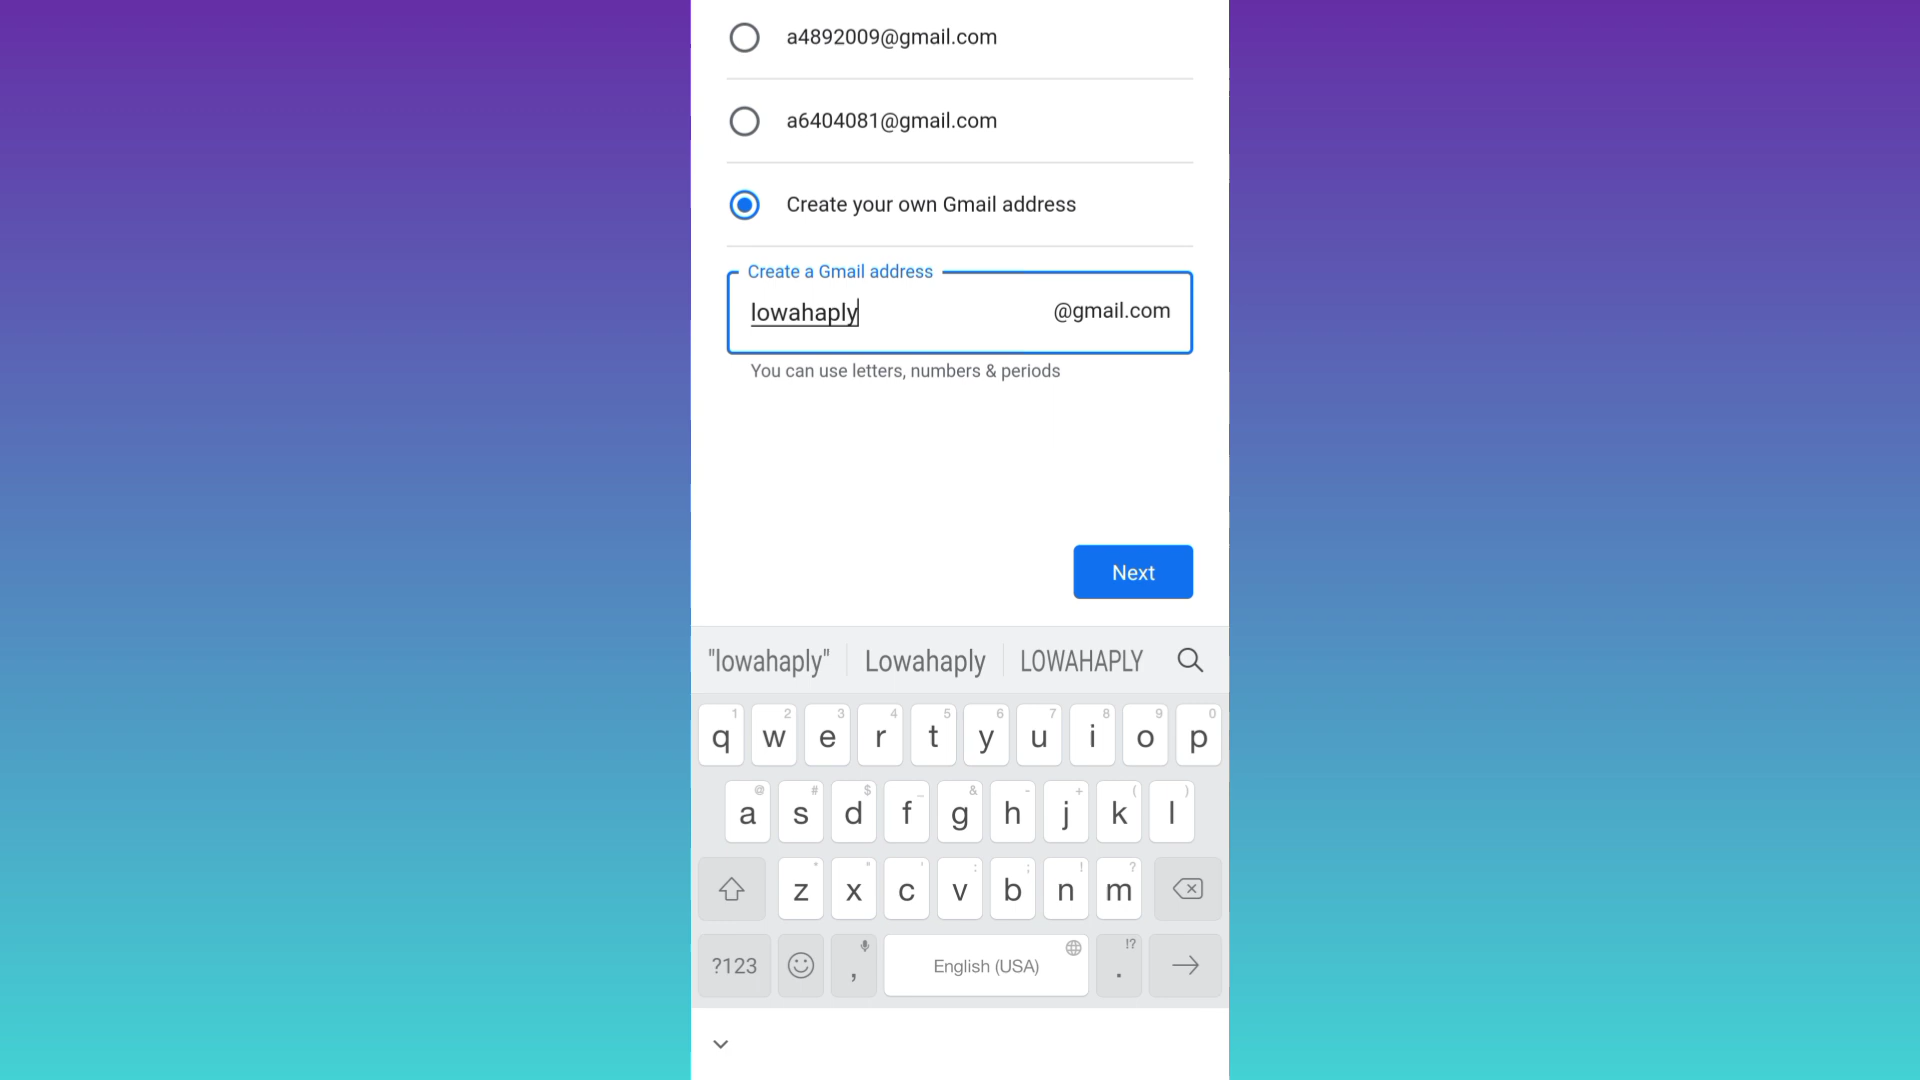 a4892009@gmail.com
a6404081@gmail.com
Create your own Gmail address
Create a Gmail address
lowahaply @gmail.com
You can use letters, numbers & periods
Next
"lowahaply" Lowahaply LOWAHAPLY
1 2 3 4 5 6 7 8 9 0
q w e r t y u i o p
@ # $ _ & - + ( )
a s d f g h j k l
* " ' : ; ! ?
z x c v b n m
!?
?123 , English (USA) .